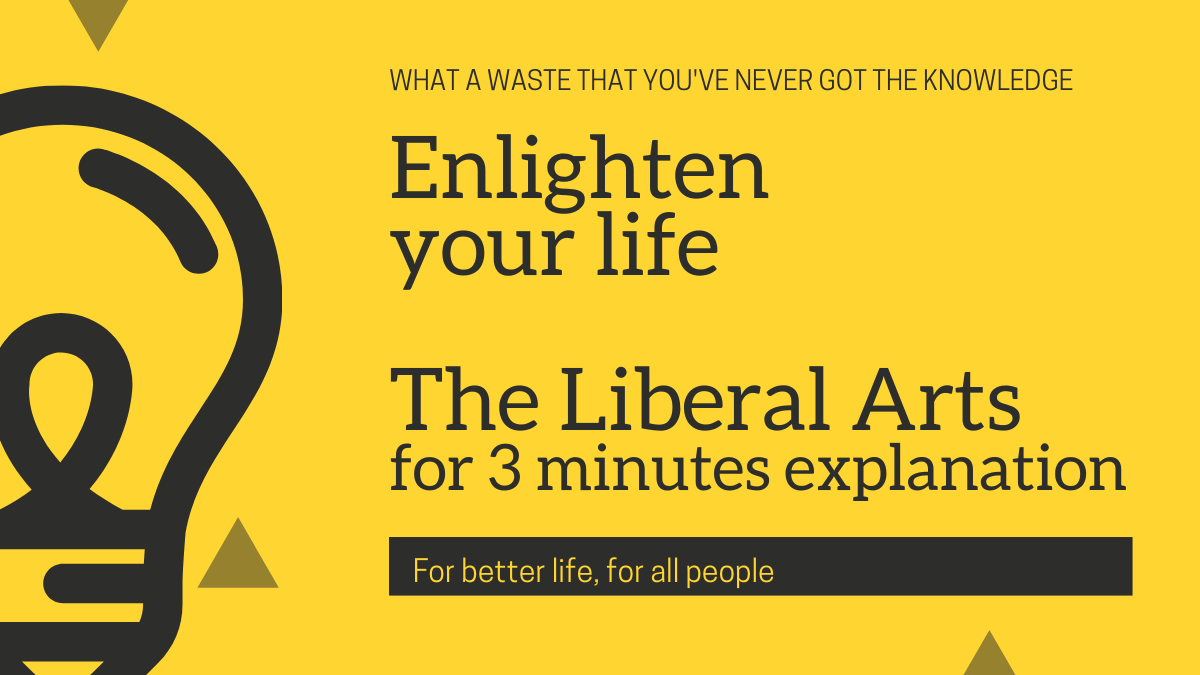 WHAT A WASTE THAT YOU'VE NEVER GOT THE KNOWLEDGE
Enlighten
your life
The Liberal Arts
for 3 minutes explanation
For better life, for all people